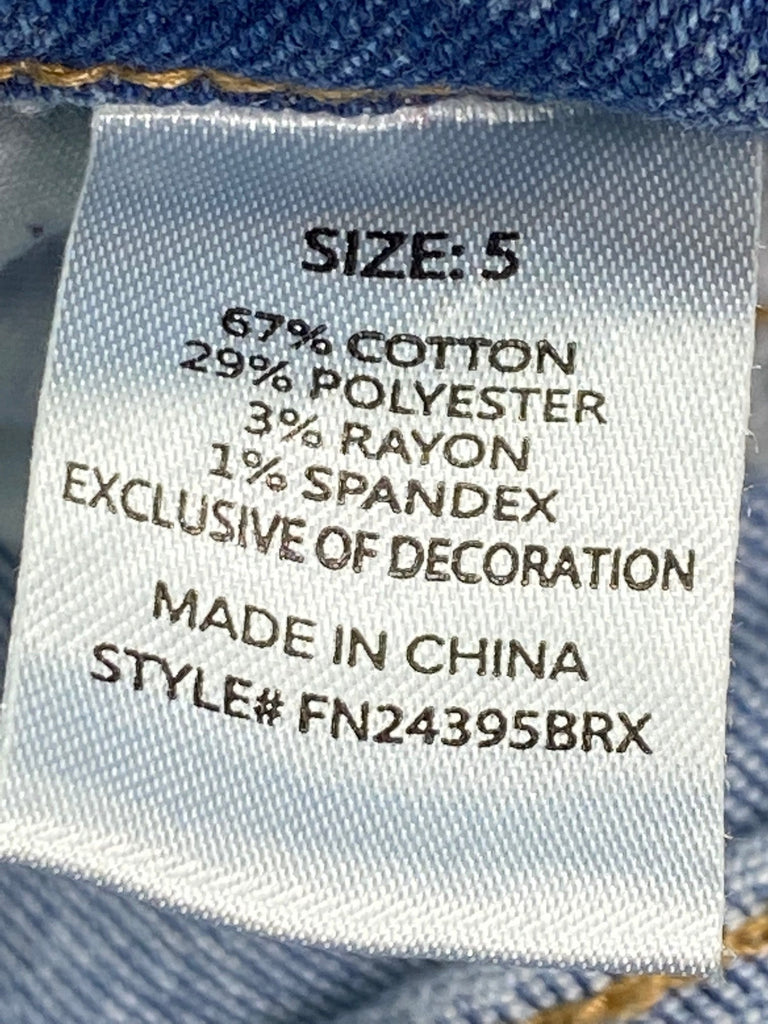 SIZE: 5
67% COTTON
29% POLYESTER
3% RAYON
1% SPANDEX
EXCLUSIVE OF DECORATION
MADE IN CHINA
STYLE# FN24395BRX